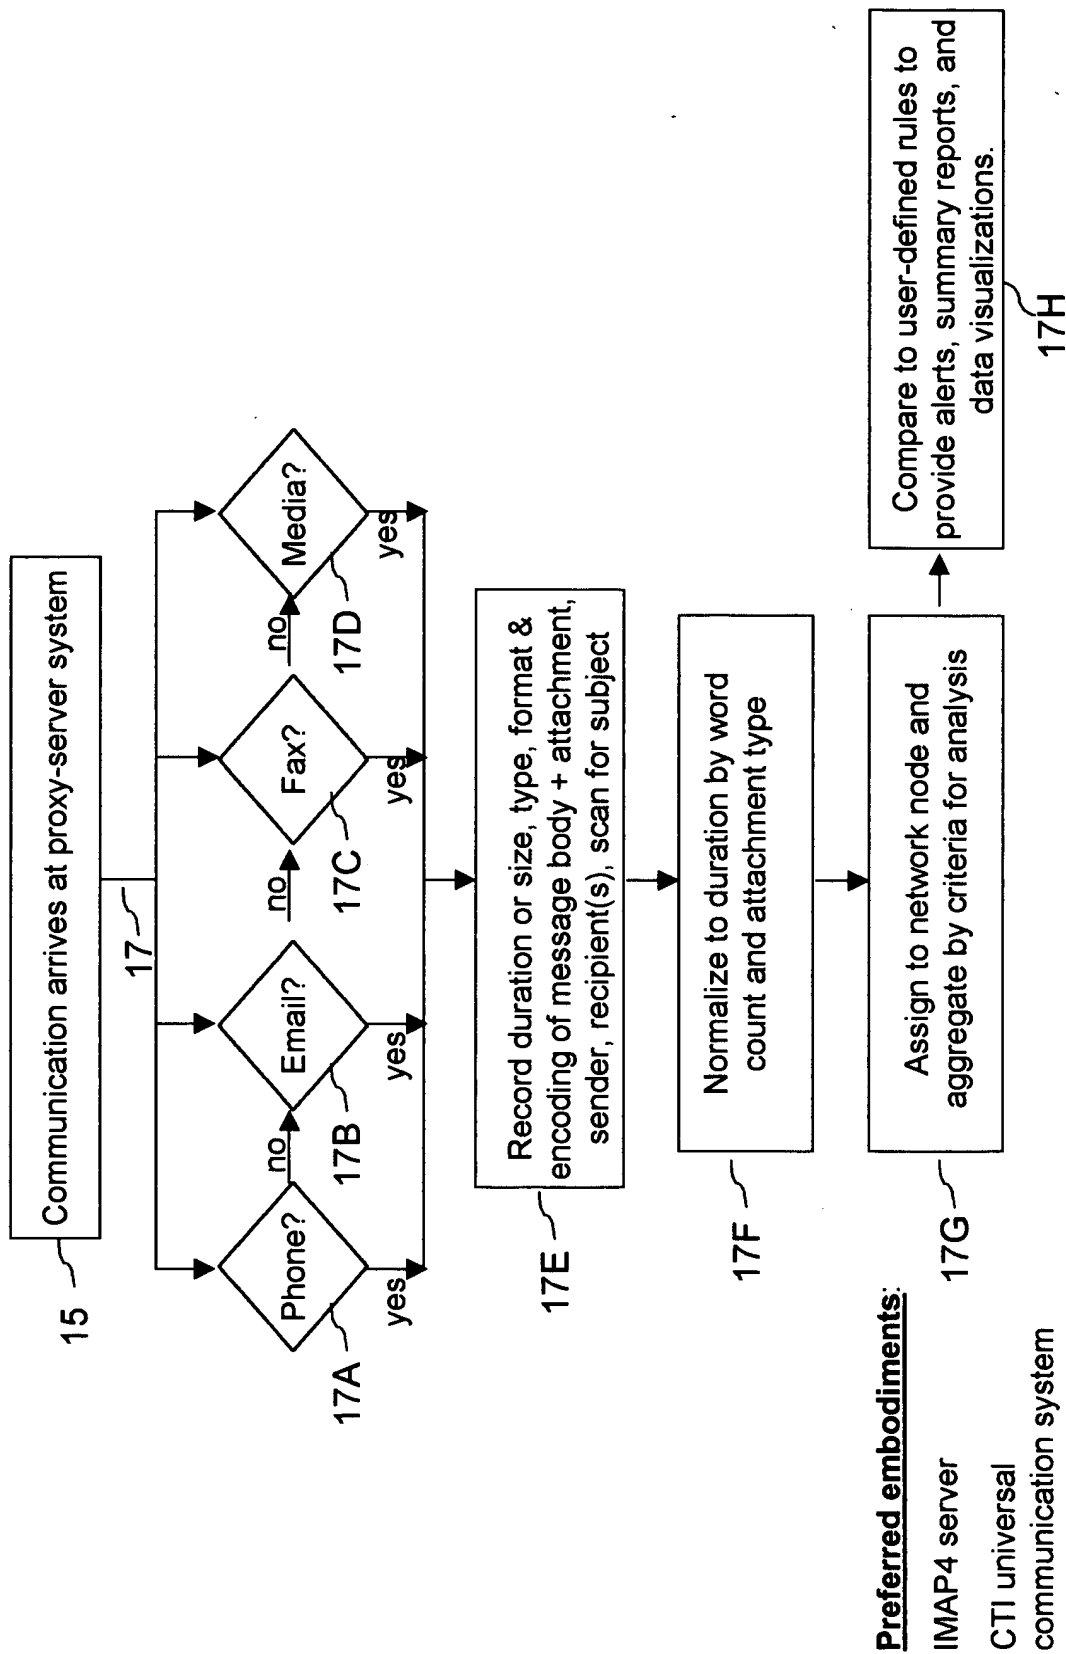 Communication arrives at proxy-server system
15
17
Phone?
no
Email?
no
Fax?
no
Media?
17A
yes
17B
yes
17C
yes
17D
yes
Record duration or size, type, format &
encoding of message body + attachment,
sender, recipient(s), scan for subject
17E
Normalize to duration by word
count and attachment type
17F
Assign to network node and
aggregate by criteria for analysis
17G
Compare to user-defined rules to
provide alerts, summary reports, and
data visualizations.
17H
Preferred embodiments:
IMAP4 server
CTI universal
communication system